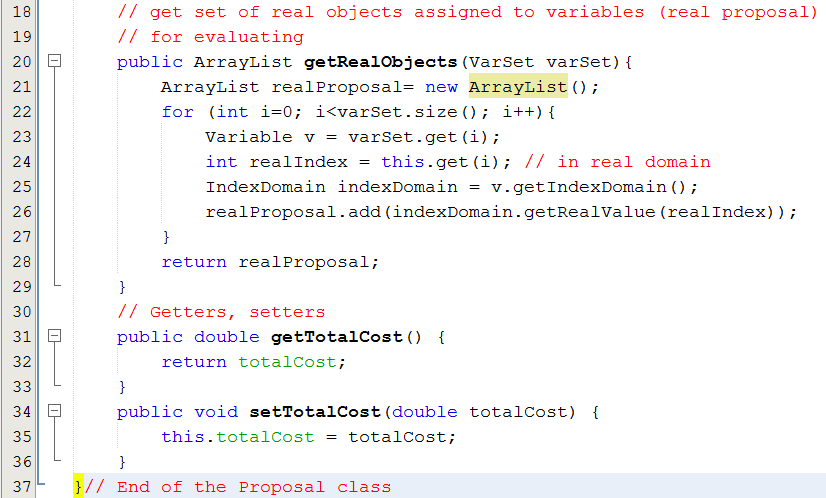 18 // get set of real objects assigned to variables (real proposal)
19 // for evaluating
20 public ArrayList getRealObjects(VarSet varSet){
21 ArrayList realProposal= new ArrayList();
22 for (int i=0; i<varSet.size(); i++){
23 Variable v = varSet.get(i);
24 int realIndex = this.get(i); // in real domain
25 IndexDomain indexDomain = v.getIndexDomain();
26 realProposal.add(indexDomain.getRealValue(realIndex));
27 }
28 return realProposal;
29 }
30 // Getters, setters
31 public double getTotalCost() {
32 return totalCost;
33 }
34 public void setTotalCost(double totalCost) {
35 this.totalCost = totalCost;
36 }
37 }// End of the Proposal class